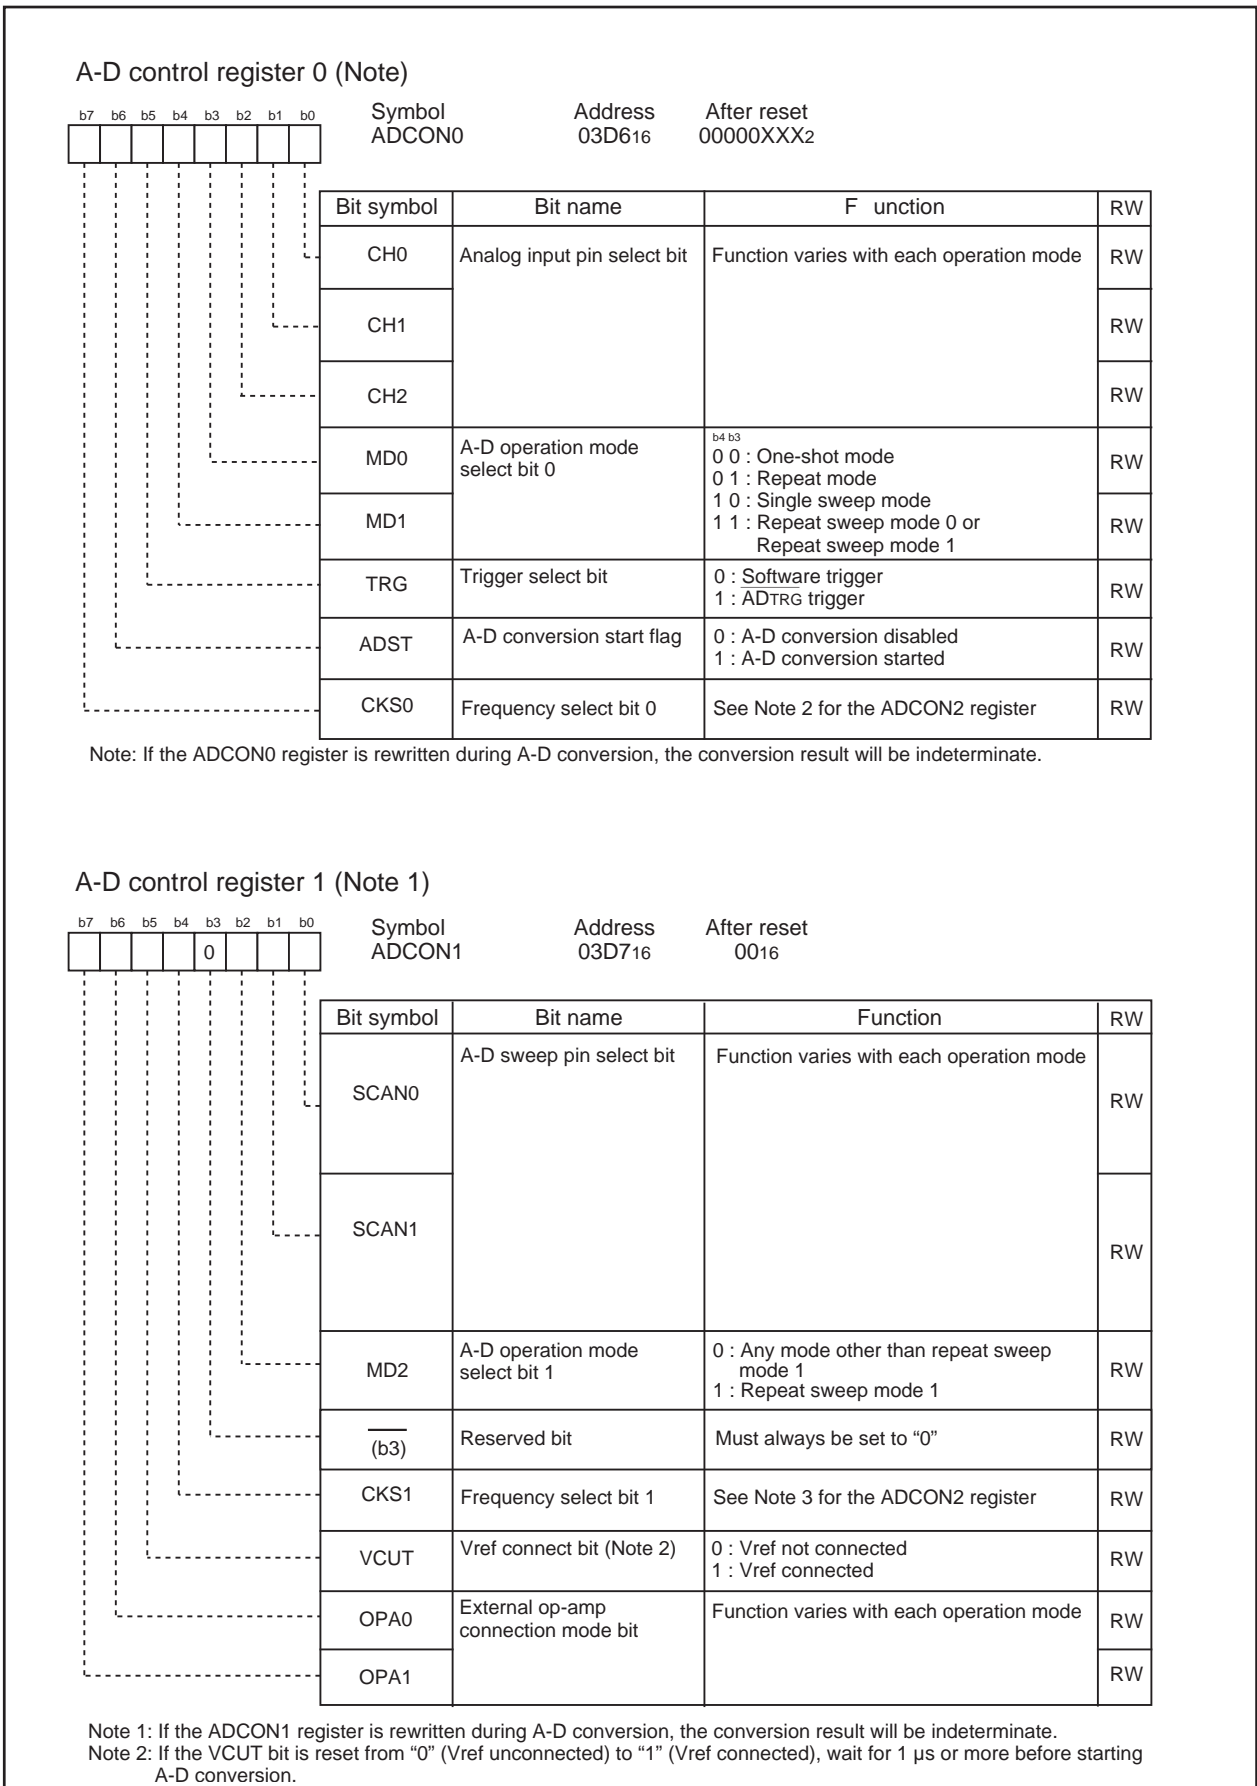 A-D control register 0 (Note)
b7 b6 b5 b4 b3 b2 b1 b0
Symbol Address After reset
ADCON0 03D616 00000XXX2
Bit symbol Bit name F unction RW
CH0 Analog input pin select bit Function varies with each operation mode RW
CH1 RW
CH2 RW
MD0 A-D operation mode select bit 0 RW
b4 b3
0 0 : One-shot mode
0 1 : Repeat mode
1 0 : Single sweep mode
1 1 : Repeat sweep mode 0 or
Repeat sweep mode 1
MD1 RW
TRG Trigger select bit 0 : Software trigger RW
1 : ADTRG trigger
ADST A-D conversion start flag 0 : A-D conversion disabled RW
1 : A-D conversion started
CKS0 Frequency select bit 0 See Note 2 for the ADCON2 register RW
Note: If the ADCON0 register is rewritten during A-D conversion, the conversion result will be indeterminate.
A-D control register 1 (Note 1)
b7 b6 b5 b4 b3 b2 b1 b0
0
Symbol Address After reset
ADCON1 03D716 0016
Bit symbol Bit name Function RW
A-D sweep pin select bit Function varies with each operation mode
SCAN0 RW
SCAN1 RW
MD2 A-D operation mode select bit 1 RW
0 : Any mode other than repeat sweep
mode 1
1 : Repeat sweep mode 1
(b3) Reserved bit Must always be set to “0” RW
CKS1 Frequency select bit 1 See Note 3 for the ADCON2 register RW
VCUT Vref connect bit (Note 2) 0 : Vref not connected RW
1 : Vref connected
OPA0 External op-amp connection mode bit Function varies with each operation mode RW
OPA1 RW
Note 1: If the ADCON1 register is rewritten during A-D conversion, the conversion result will be indeterminate.
Note 2: If the VCUT bit is reset from “0” (Vref unconnected) to “1” (Vref connected), wait for 1 µs or more before starting
A-D conversion.